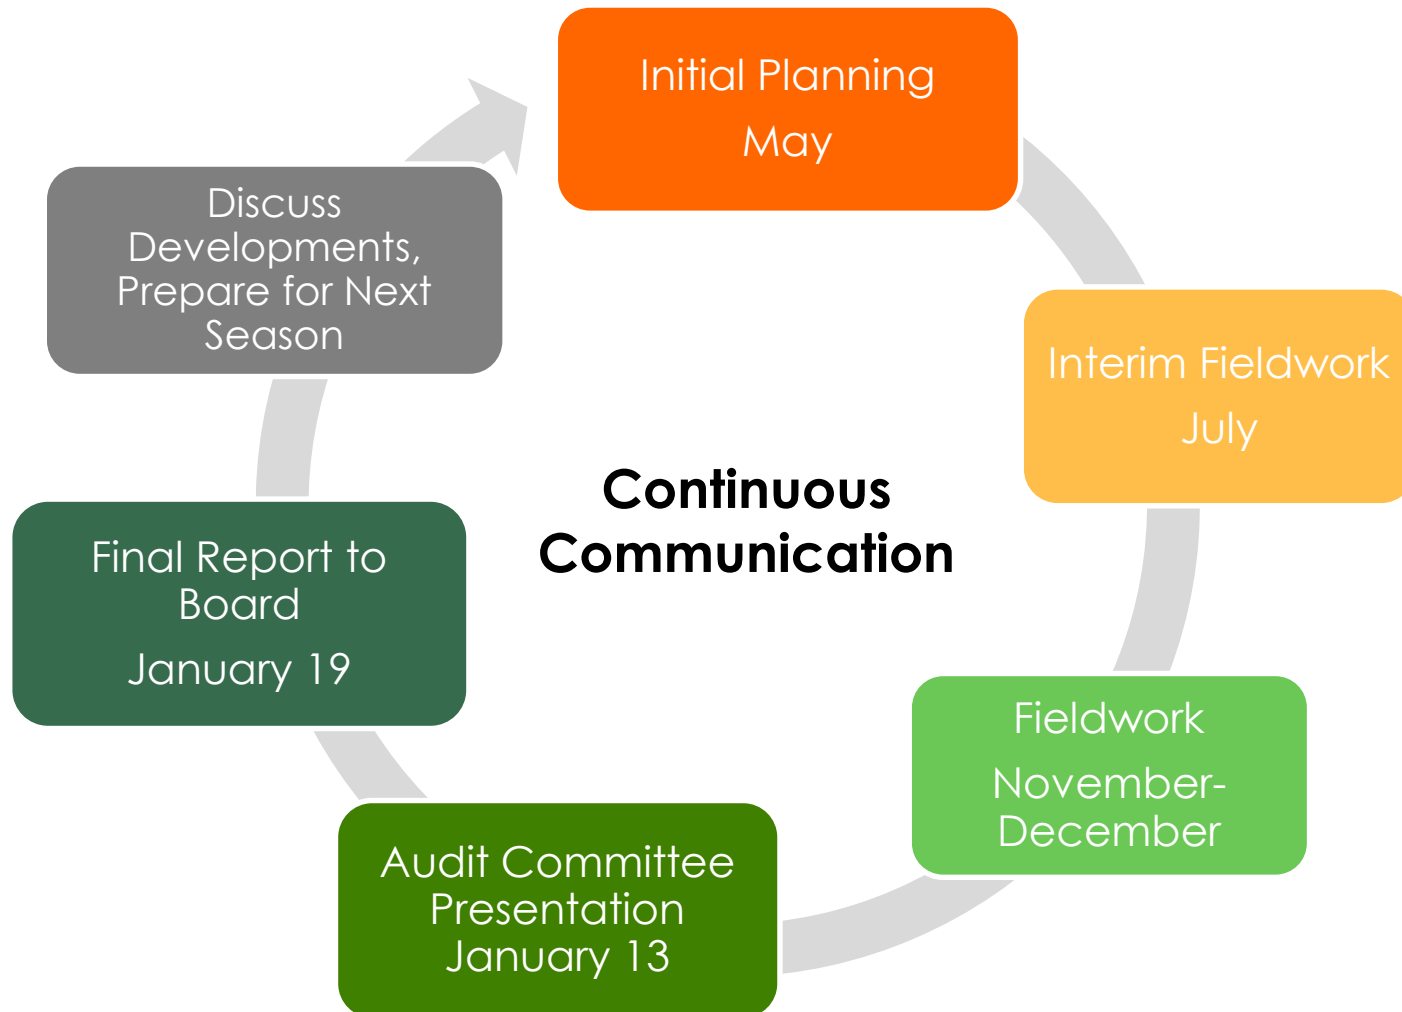 Initial Planning
May
Interim Fieldwork
July
Fieldwork
November-
December
Audit Committee
Presentation
January 13
Final Report to
Board
January 19
Discuss
Developments,
Prepare for Next
Season
Continuous
Communication